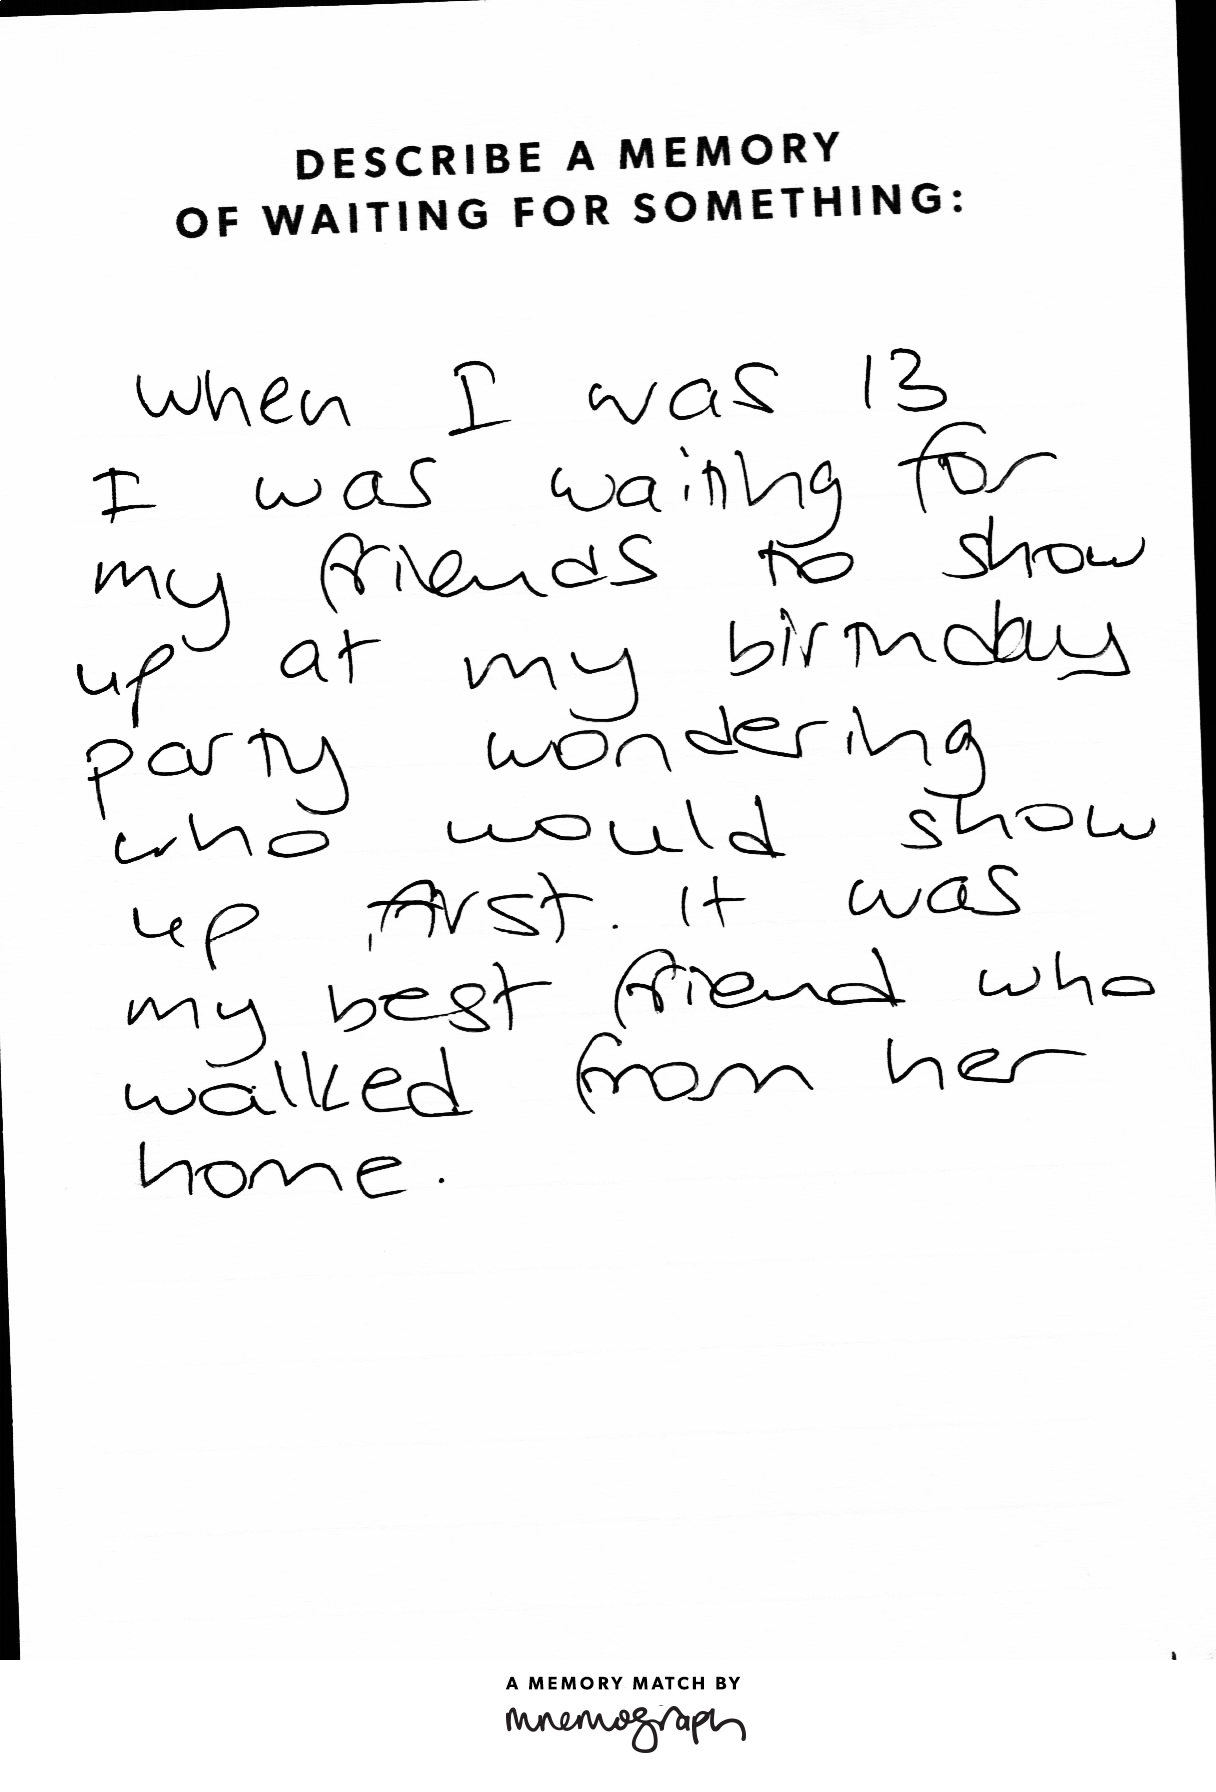 DESCRIBE A MEMORY
OF WAITING FOR SOMETHING:
when I was 13
I was waiting for
my friends to show
up at my birthday
party wondering
who would show
up first. It was
my best friend who
walked from her
home.
A MEMORY MATCH BY
mnemograph